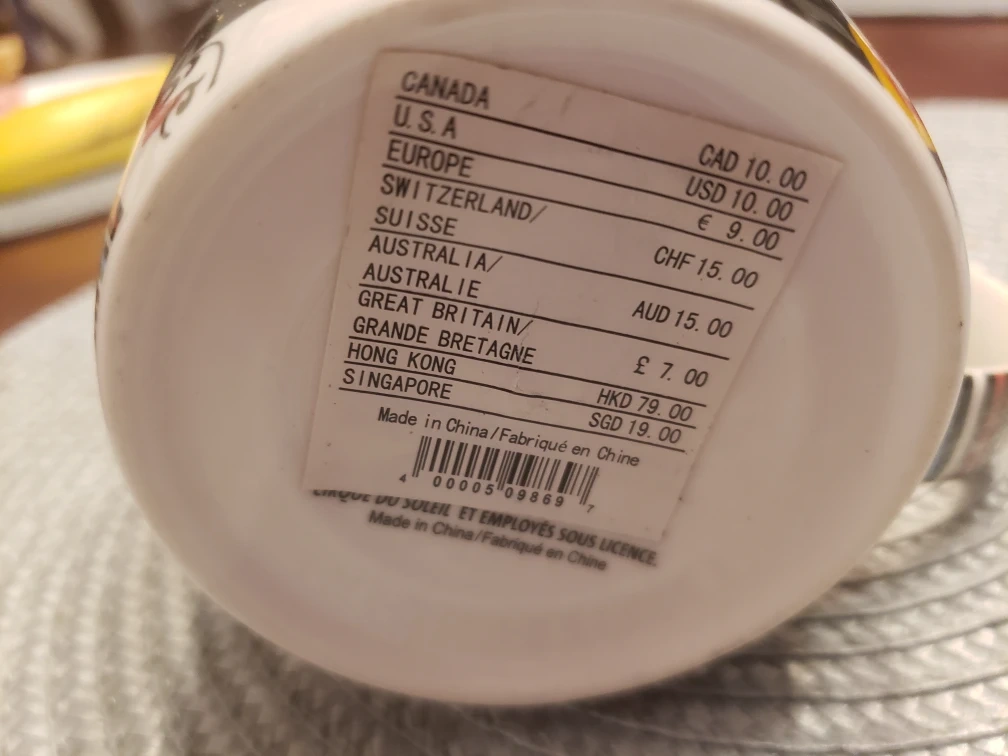 CANADA CAD 10.00
U.S.A USD 10.00
EUROPE € 9.00
SWITZERLAND/
SUISSE CHF 15.00
AUSTRALIA/
AUSTRALIE AUD 15.00
GREAT BRITAIN/
GRANDE BRETAGNE £ 7.00
HONG KONG HKD 79.00
SINGAPORE SGD 19.00
Made in China/Fabriqué en Chine
4 00005 09869 7
CIRQUE DU SOLEIL ET EMPLOYÉS SOUS LICENCE.
Made in China/Fabriqué en Chine